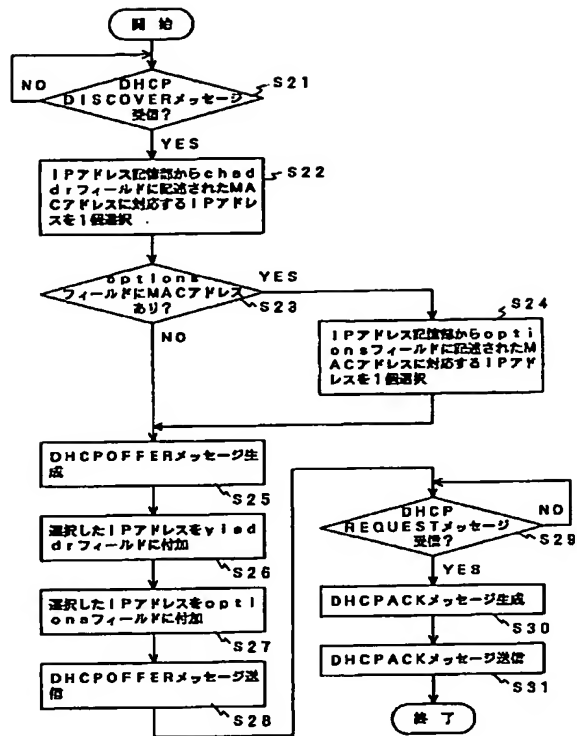 開 始
NO
DHCP
DISCOVERメッセージ
受信？
S21
YES
IPアドレス記憶部からchad
drフィールドに記述されたMA
Cアドレスに対応するIPアドレ
スを1個選択
S22
options
フィールドにMACアドレス
あり？
YES
S23
NO
S24
IPアドレス記憶部からopti
onsフィールドに記述されたM
ACアドレスに対応するIPアド
レスを1個選択
DHCPOFFERメッセージ生
成
S25
選択したIPアドレスをyiad
drフィールドに付加
S26
選択したIPアドレスをopti
onsフィールドに付加
S27
DHCPOFFERメッセージ送
信
S28
DHCP
REQUESTメッセージ
受信？
NO
S29
YES
DHCPACKメッセージ生成
S30
DHCPACKメッセージ送信
S31
終 了